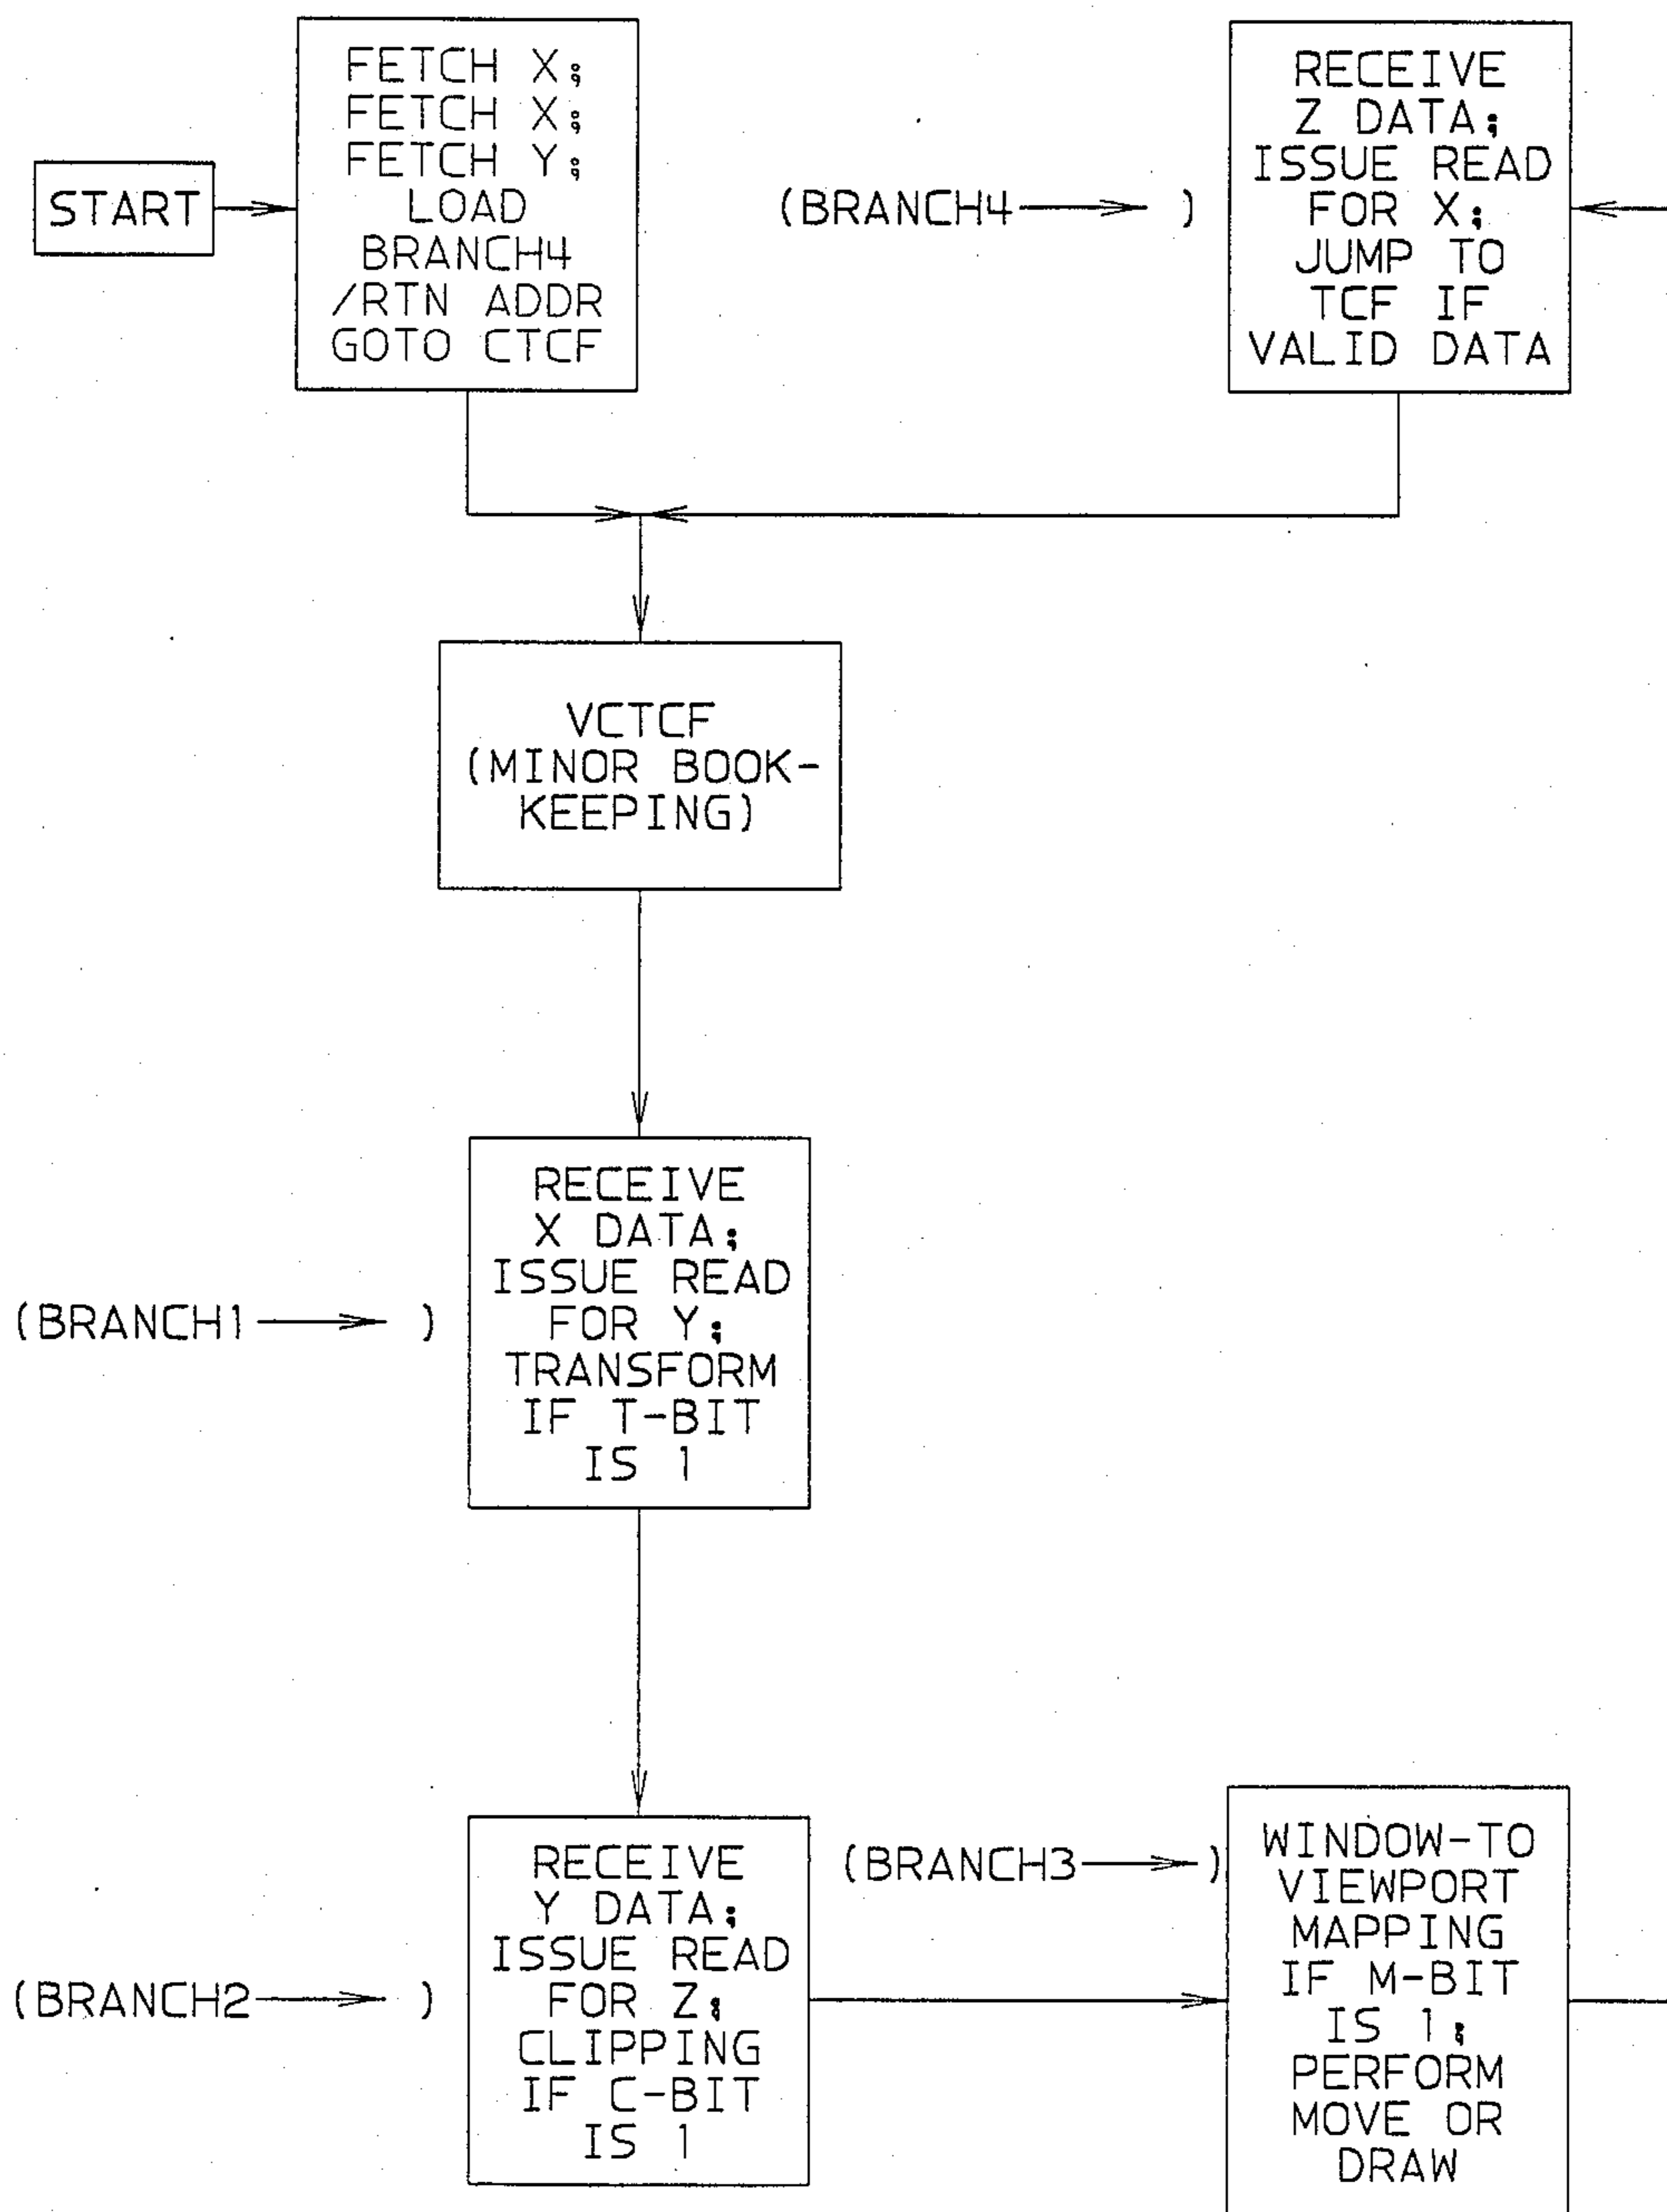 START
FETCH X;
FETCH X;
FETCH Y;
LOAD
BRANCH4
/RTN ADDR
GOTO CTCF
(BRANCH4 )
RECEIVE
Z DATA;
ISSUE READ
FOR X;
JUMP TO
TCF IF
VALID DATA
VCTCF
(MINOR BOOK-
KEEPING)
(BRANCH1 )
RECEIVE
X DATA;
ISSUE READ
FOR Y;
TRANSFORM
IF T-BIT
IS 1
(BRANCH2 )
RECEIVE
Y DATA;
ISSUE READ
FOR Z;
CLIPPING
IF C-BIT
IS 1
(BRANCH3 )
WINDOW-TO
VIEWPORT
MAPPING
IF M-BIT
IS 1;
PERFORM
MOVE OR
DRAW